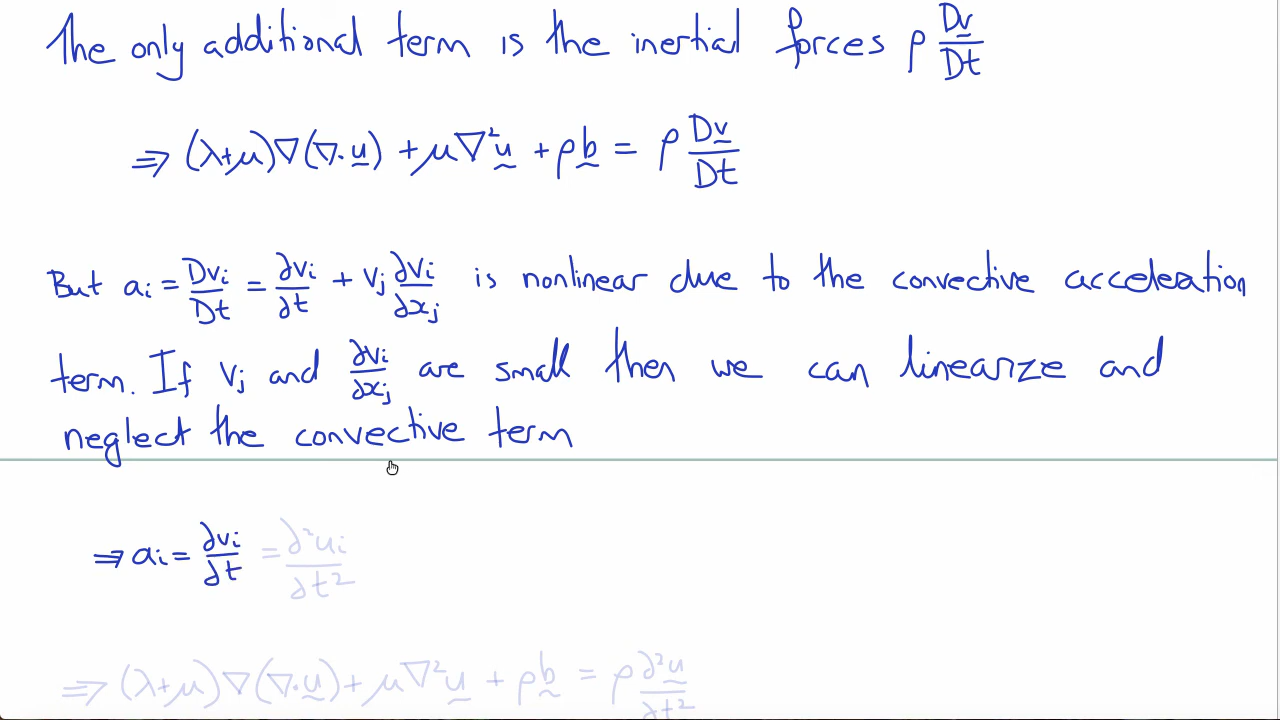 The only additional term is the inertial forces ρ Dv/Dt
⇒ (λ+μ)∇(∇·u) + μ∇²u + ρb = ρ Dv/Dt
But aᵢ = Dvᵢ/Dt = ∂vᵢ/∂t + vⱼ ∂vᵢ/∂xⱼ is nonlinear due to the convective acceleration
term. If vⱼ and ∂vᵢ/∂xⱼ are small then we can linearize and
neglect the convective term
⇒ aᵢ = ∂vᵢ/∂t = ∂²uᵢ/∂t²
⇒ (λ+μ)∇(∇·u) + μ∇²u + ρb = ρ ∂²u/∂t²